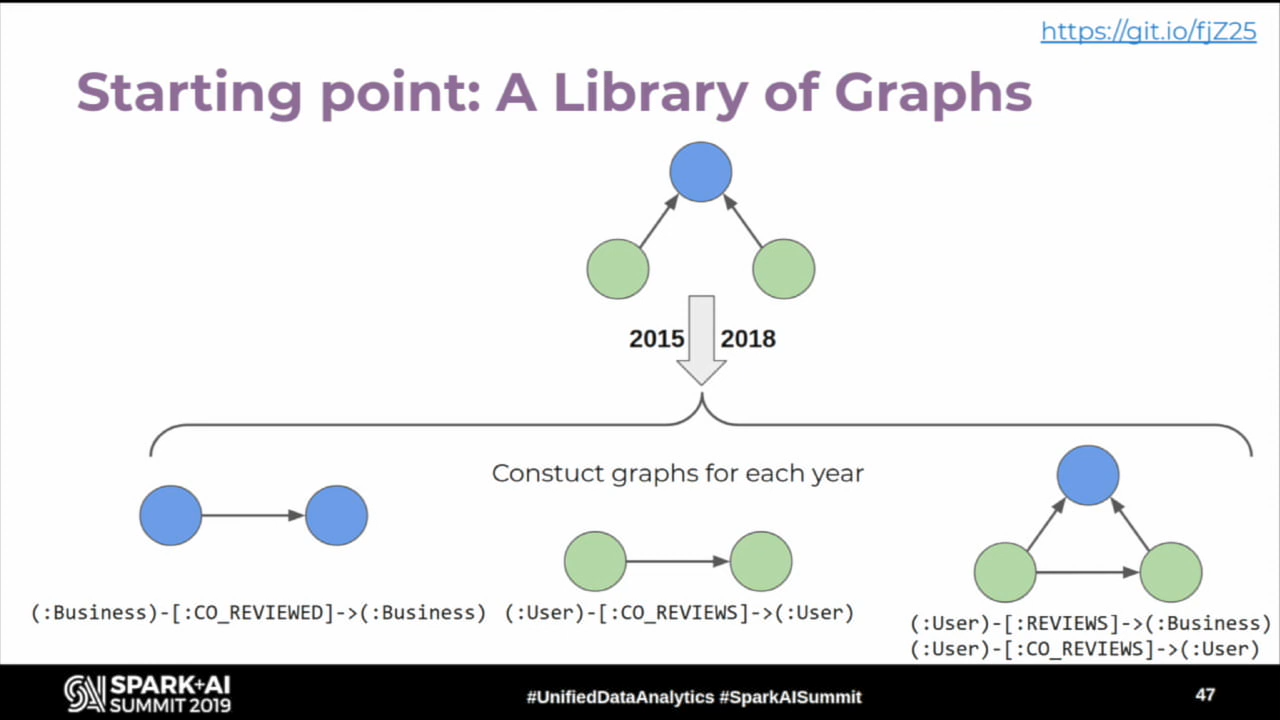 https://git.io/fjZ25
Starting point: A Library of Graphs
2015 2018
Constuct graphs for each year
(:Business)-[:CO_REVIEWED]->(:Business)
(:User)-[:CO_REVIEWS]->(:User)
(:User)-[:REVIEWS]->(:Business)
(:User)-[:CO_REVIEWS]->(:User)
SPARK+AI
SUMMIT 2019
#UnifiedDataAnalytics #SparkAISummit
47